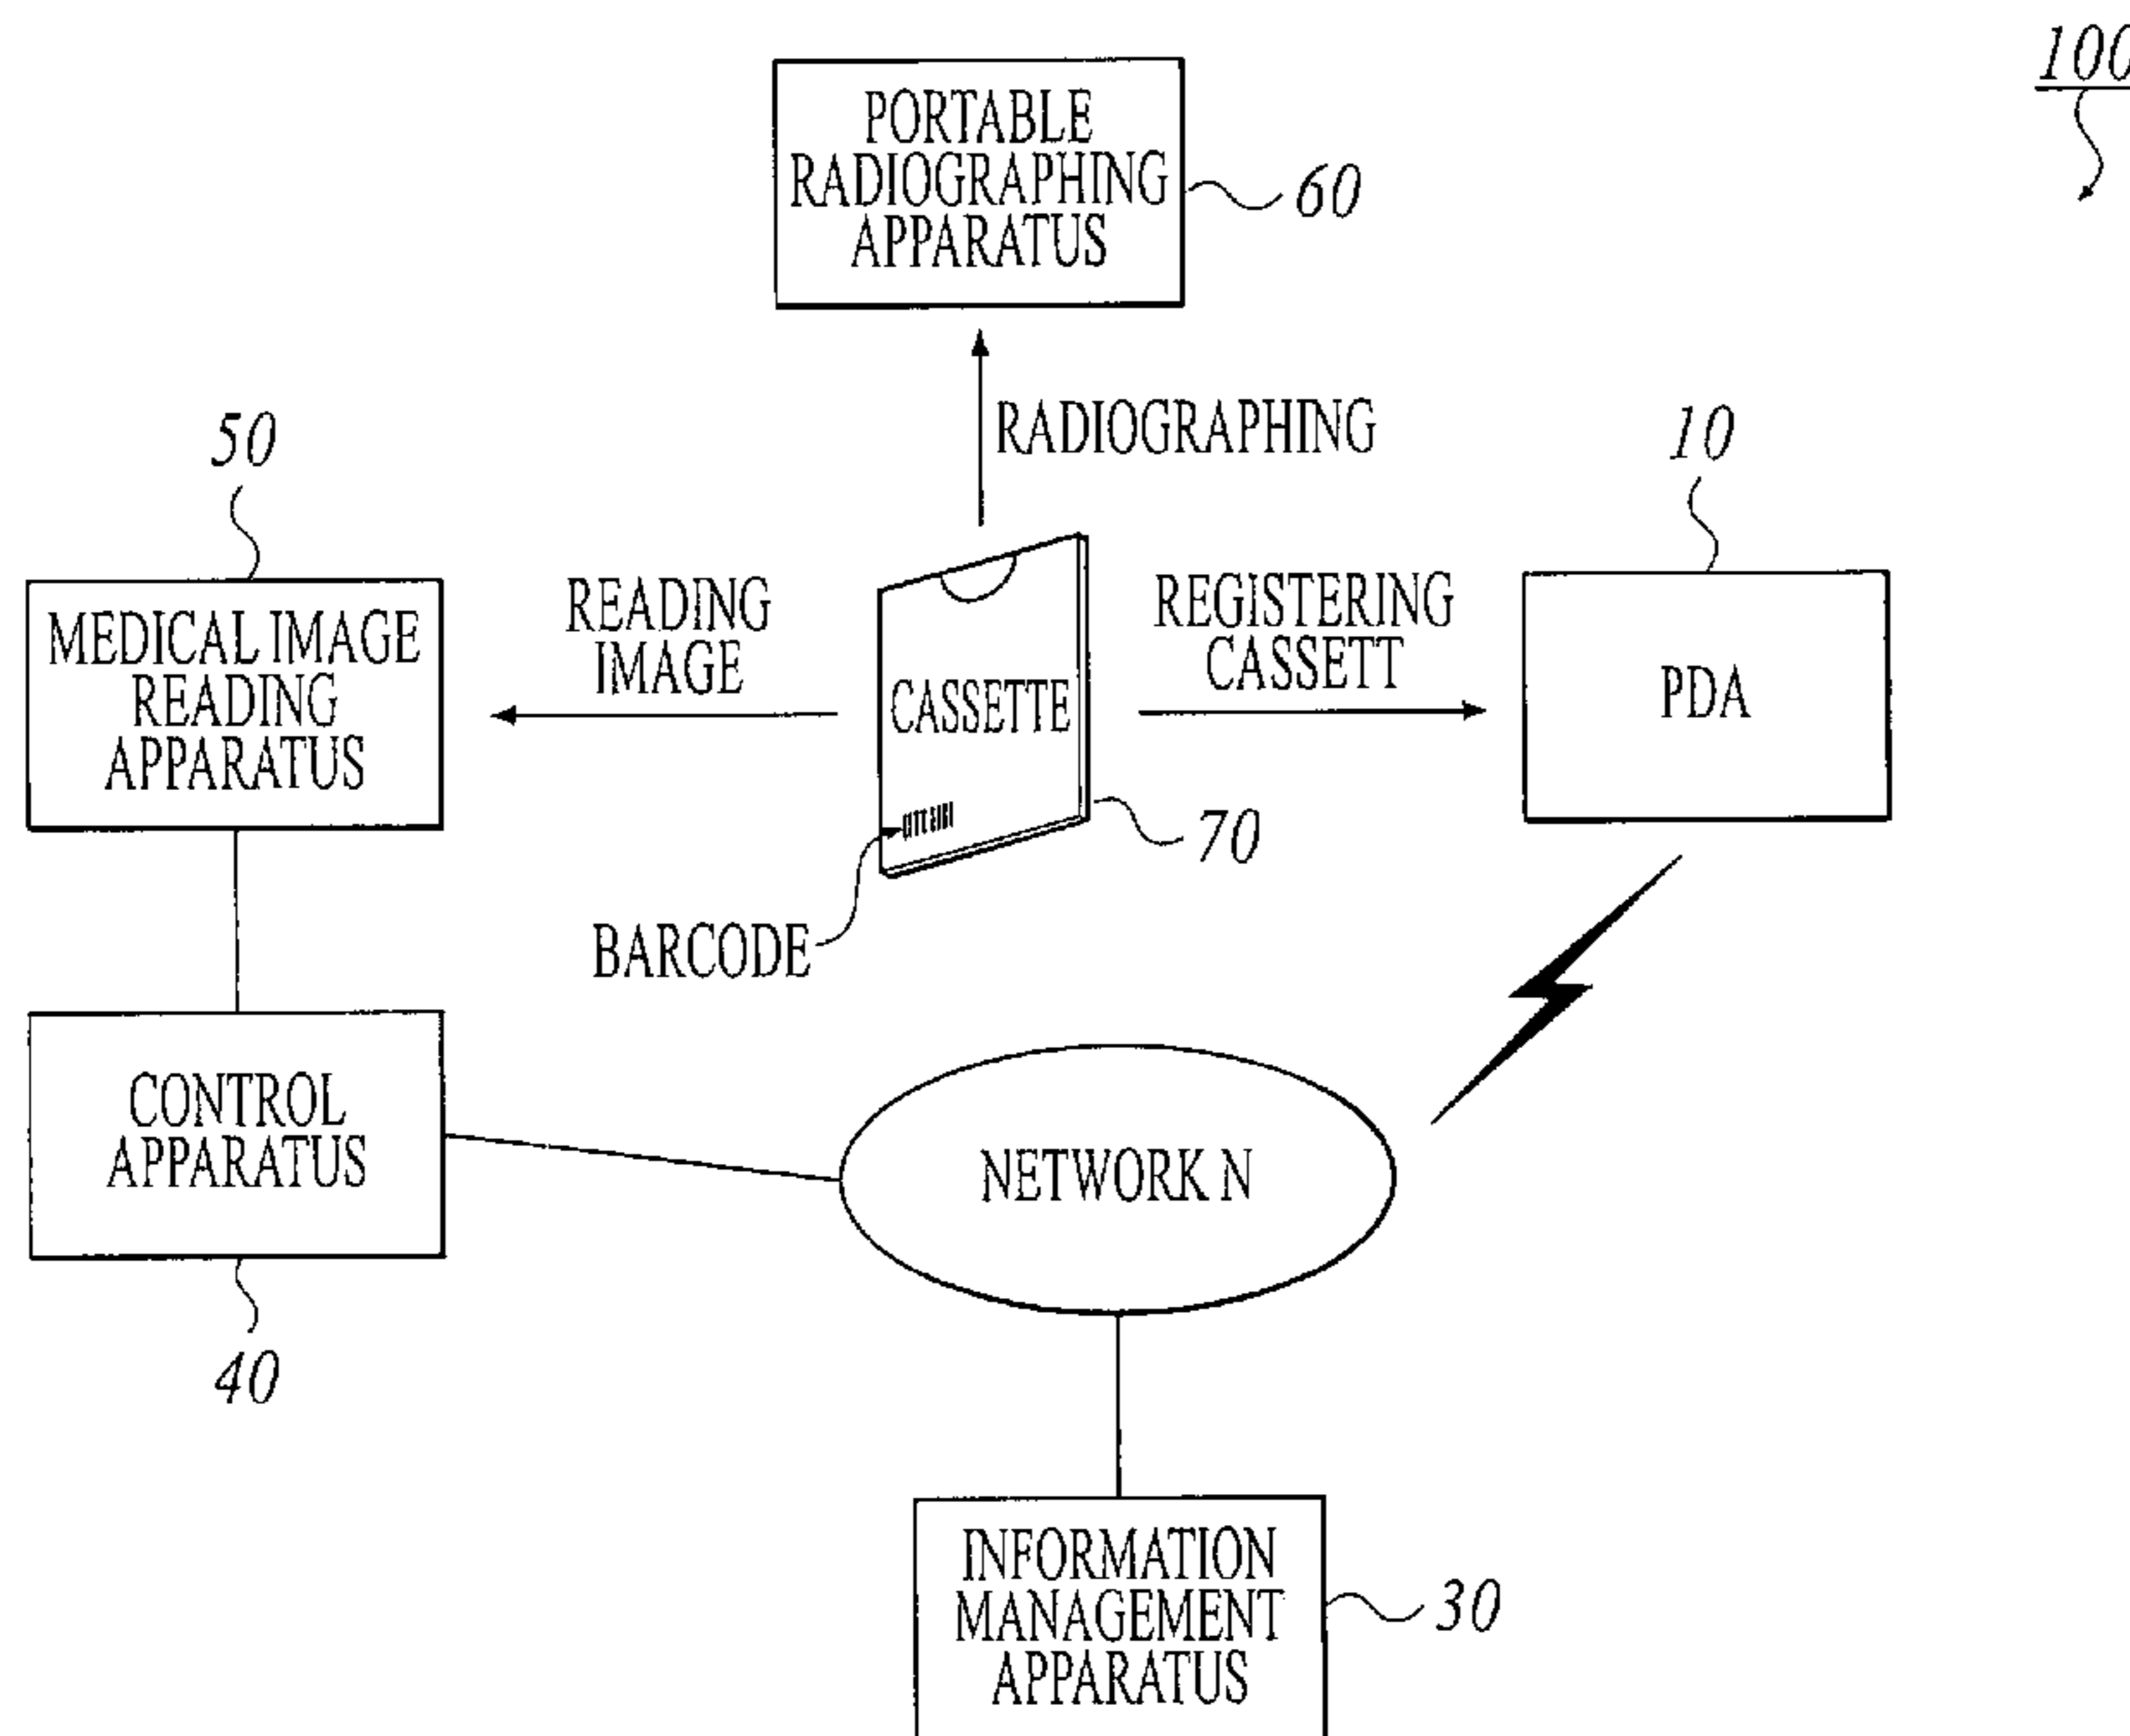 100
PORTABLE
RADIOGRAPHING
APPARATUS
60
RADIOGRAPHING
50
10
MEDICAL IMAGE
READING
APPARATUS
READING
IMAGE
CASSETTE
REGISTERING
CASSETT
PDA
70
BARCODE
CONTROL
APPARATUS
40
NETWORK N
INFORMATION
MANAGEMENT
APPARATUS
30